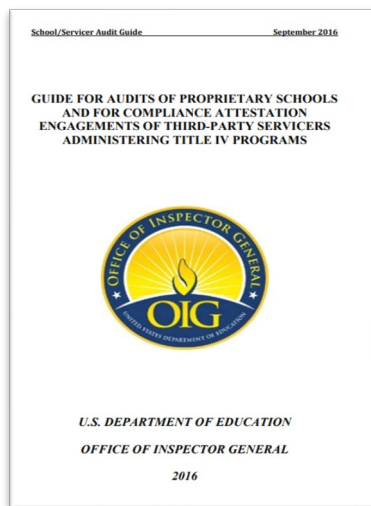 School/Servicer Audit Guide September 2016
GUIDE FOR AUDITS OF PROPRIETARY SCHOOLS
AND FOR COMPLIANCE ATTESTATION
ENGAGEMENTS OF THIRD-PARTY SERVICERS
ADMINISTERING TITLE IV PROGRAMS
OFFICE OF INSPECTOR GENERAL
OIG
UNITED STATES DEPARTMENT OF EDUCATION
U.S. DEPARTMENT OF EDUCATION
OFFICE OF INSPECTOR GENERAL
2016